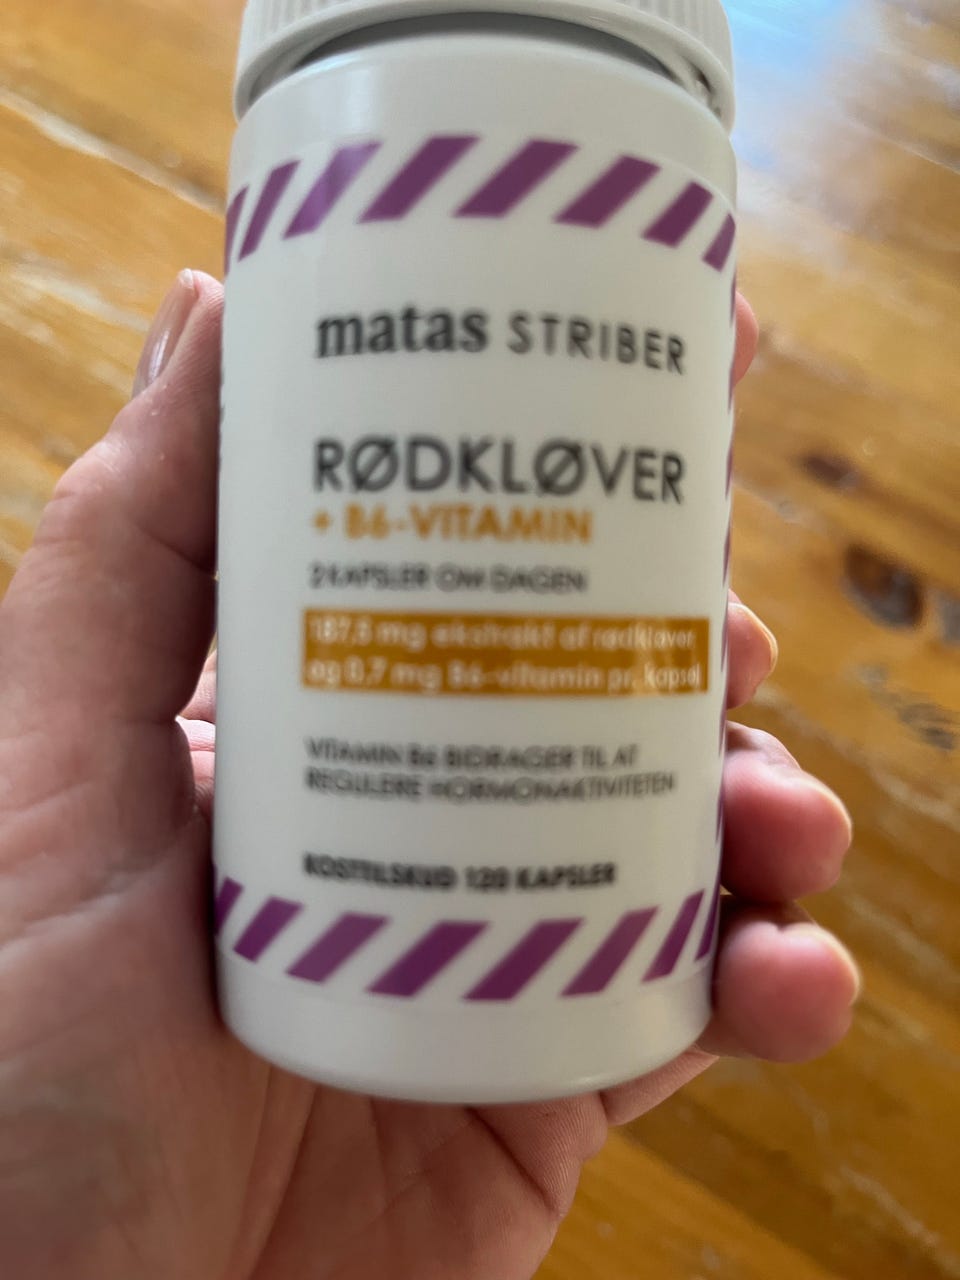 matas STRIBER
RØDKLØVER
+ B6-VITAMIN
2 KAPSLER OM DAGEN
187,5 mg ekstrakt af rødkløver
og 0,7 mg B6-vitamin pr. kapsel
VITAMIN B6 BIDRAGER TIL AT
REGULERE HORMONAKTIVITETEN
KOSTTILSKUD 120 KAPSLER